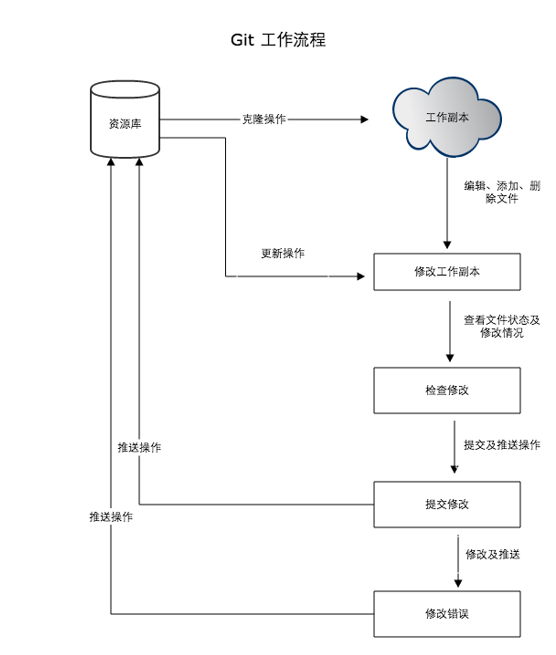 Git 工作流程
资源库
克隆操作
工作副本
编辑、添加、删
除文件
更新操作
修改工作副本
查看文件状态及
修改情况
检查修改
推送操作
提交及推送操作
提交修改
推送操作
修改及推送
修改错误